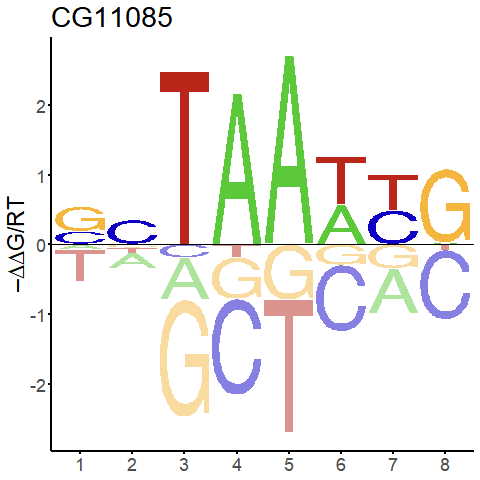 CG11085
−ΔΔG/RT
2
1
0
-1
-2
G T A A T T G
C C A C
T A C T G G T
T A A G G C G A C
G C T
1 2 3 4 5 6 7 8